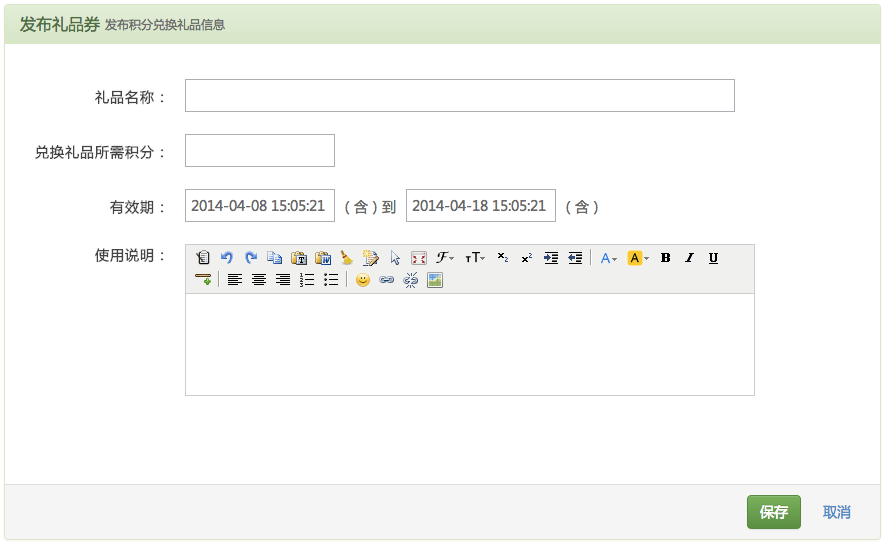 发布礼品券 发布积分兑换礼品信息
礼品名称：
兑换礼品所需积分：
有效期： 2014-04-08 15:05:21 （含）到 2014-04-18 15:05:21 （含）
使用说明：
保存 取消